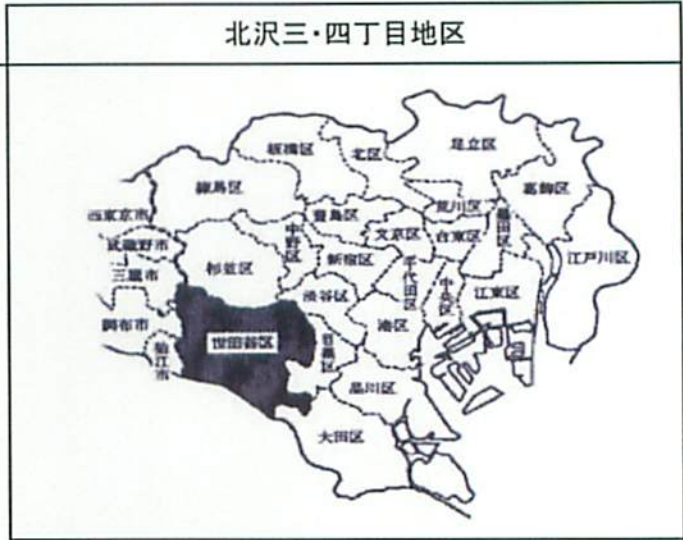 北沢三・四丁目地区
足立区
板橋区
北区
葛飾区
練馬区
荒川区
豊島区
西東京市
墨田区
文京区
台東区
中野区
武蔵野市
江戸川区
新宿区
杉並区
千代田区
三鷹市
江東区
中央区
渋谷区
港区
調布市
世田谷区
目黒区
狛江市
品川区
大田区